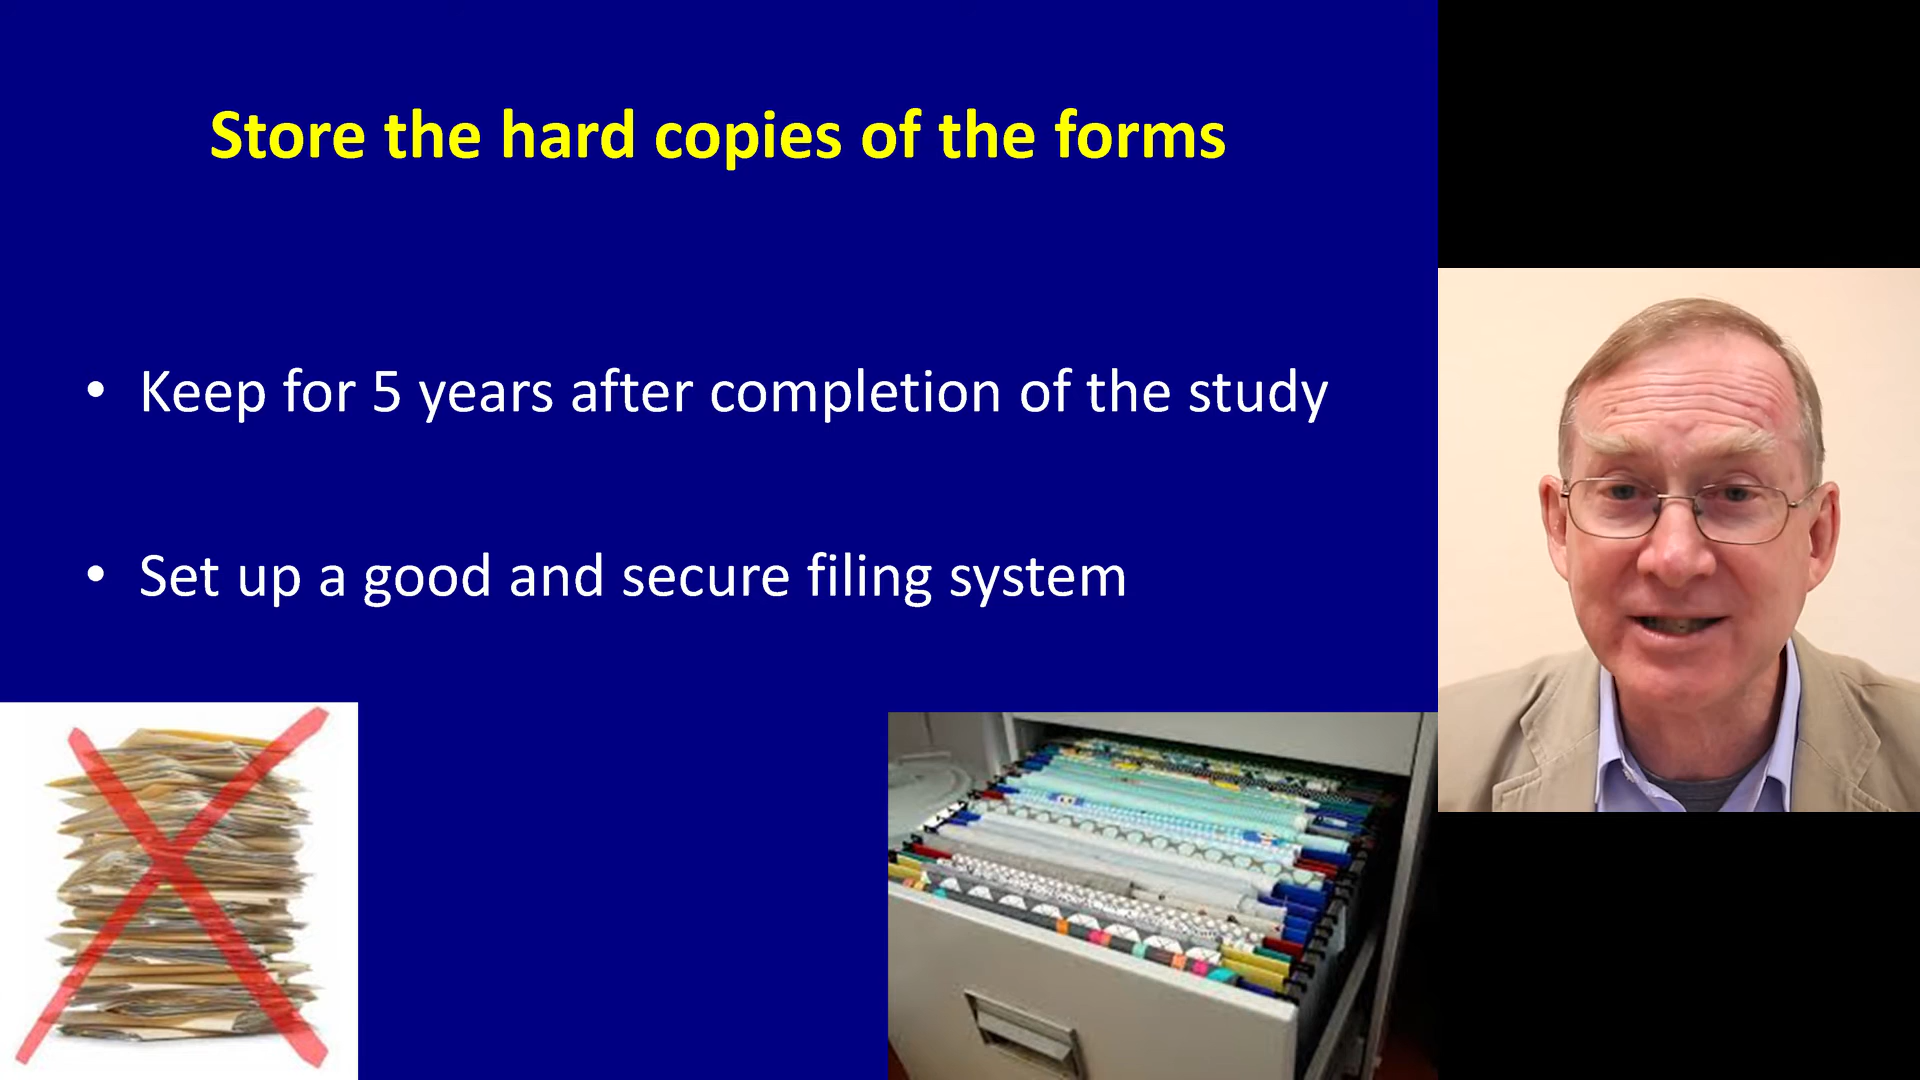 Store the hard copies of the forms
• Keep for 5 years after completion of the study
• Set up a good and secure filing system